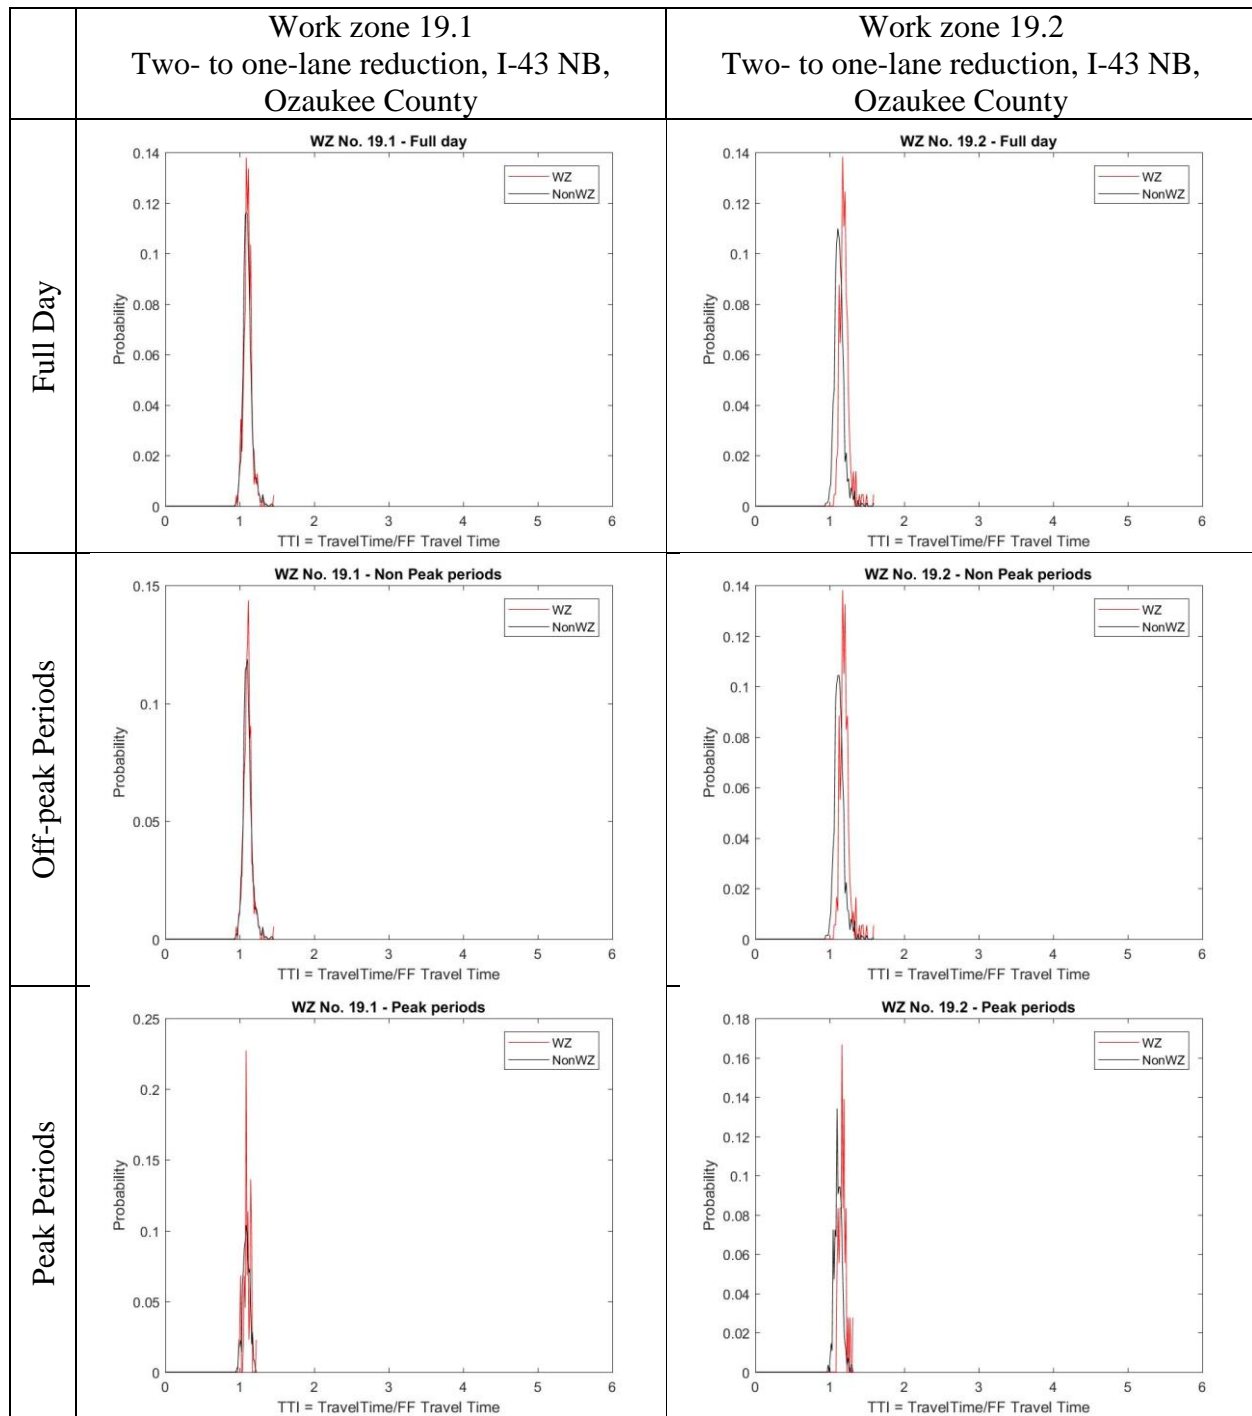 Work zone 19.1
Two- to one-lane reduction, I-43 NB,
Ozaukee County
Work zone 19.2
Two- to one-lane reduction, I-43 NB,
Ozaukee County
Full Day
WZ No. 19.1 - Full day
0.14
0.12
0.1
0.08
0.06
0.04
0.02
0
Probability
WZ
NonWZ
0 1 2 3 4 5 6
TTI = TravelTime/FF Travel Time
WZ No. 19.2 - Full day
0.14
0.12
0.1
0.08
0.06
0.04
0.02
0
Probability
WZ
NonWZ
0 1 2 3 4 5 6
TTI = TravelTime/FF Travel Time
Off-peak Periods
WZ No. 19.1 - Non Peak periods
0.15
0.1
0.05
0
Probability
WZ
NonWZ
0 1 2 3 4 5 6
TTI = TravelTime/FF Travel Time
WZ No. 19.2 - Non Peak periods
0.14
0.12
0.1
0.08
0.06
0.04
0.02
0
Probability
WZ
NonWZ
0 1 2 3 4 5 6
TTI = TravelTime/FF Travel Time
Peak Periods
WZ No. 19.1 - Peak periods
0.25
0.2
0.15
0.1
0.05
0
Probability
WZ
NonWZ
0 1 2 3 4 5 6
TTI = TravelTime/FF Travel Time
WZ No. 19.2 - Peak periods
0.18
0.16
0.14
0.12
0.1
0.08
0.06
0.04
0.02
0
Probability
WZ
NonWZ
0 1 2 3 4 5 6
TTI = TravelTime/FF Travel Time